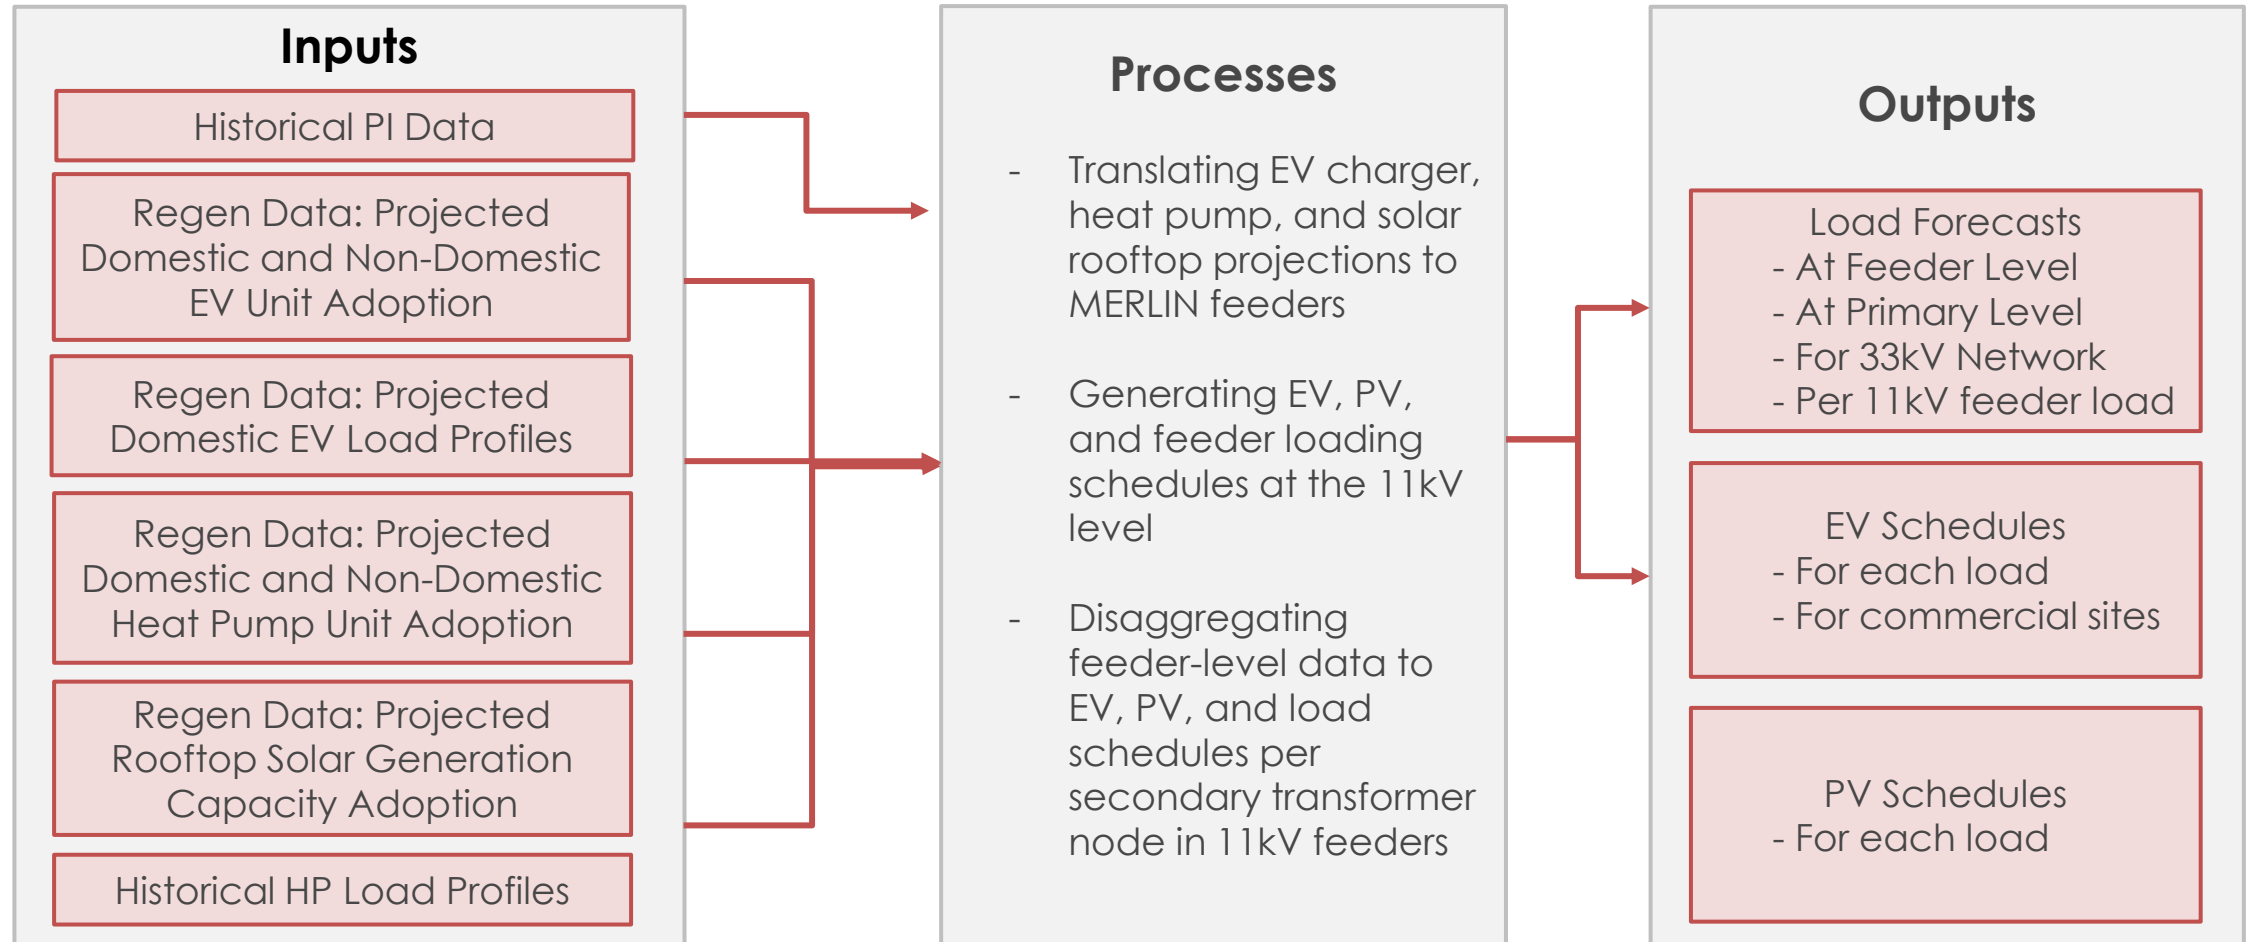 Inputs
Historical PI Data
Regen Data: Projected
Domestic and Non-Domestic
EV Unit Adoption
Regen Data: Projected
Domestic EV Load Profiles
Regen Data: Projected
Domestic and Non-Domestic
Heat Pump Unit Adoption
Regen Data: Projected
Rooftop Solar Generation
Capacity Adoption
Historical HP Load Profiles
Processes
- Translating EV charger,
heat pump, and solar
rooftop projections to
MERLIN feeders
- Generating EV, PV,
and feeder loading
schedules at the 11kV
level
- Disaggregating
feeder-level data to
EV, PV, and load
schedules per
secondary transformer
node in 11kV feeders
Outputs
Load Forecasts
- At Feeder Level
- At Primary Level
- For 33kV Network
- Per 11kV feeder load
EV Schedules
- For each load
- For commercial sites
PV Schedules
- For each load